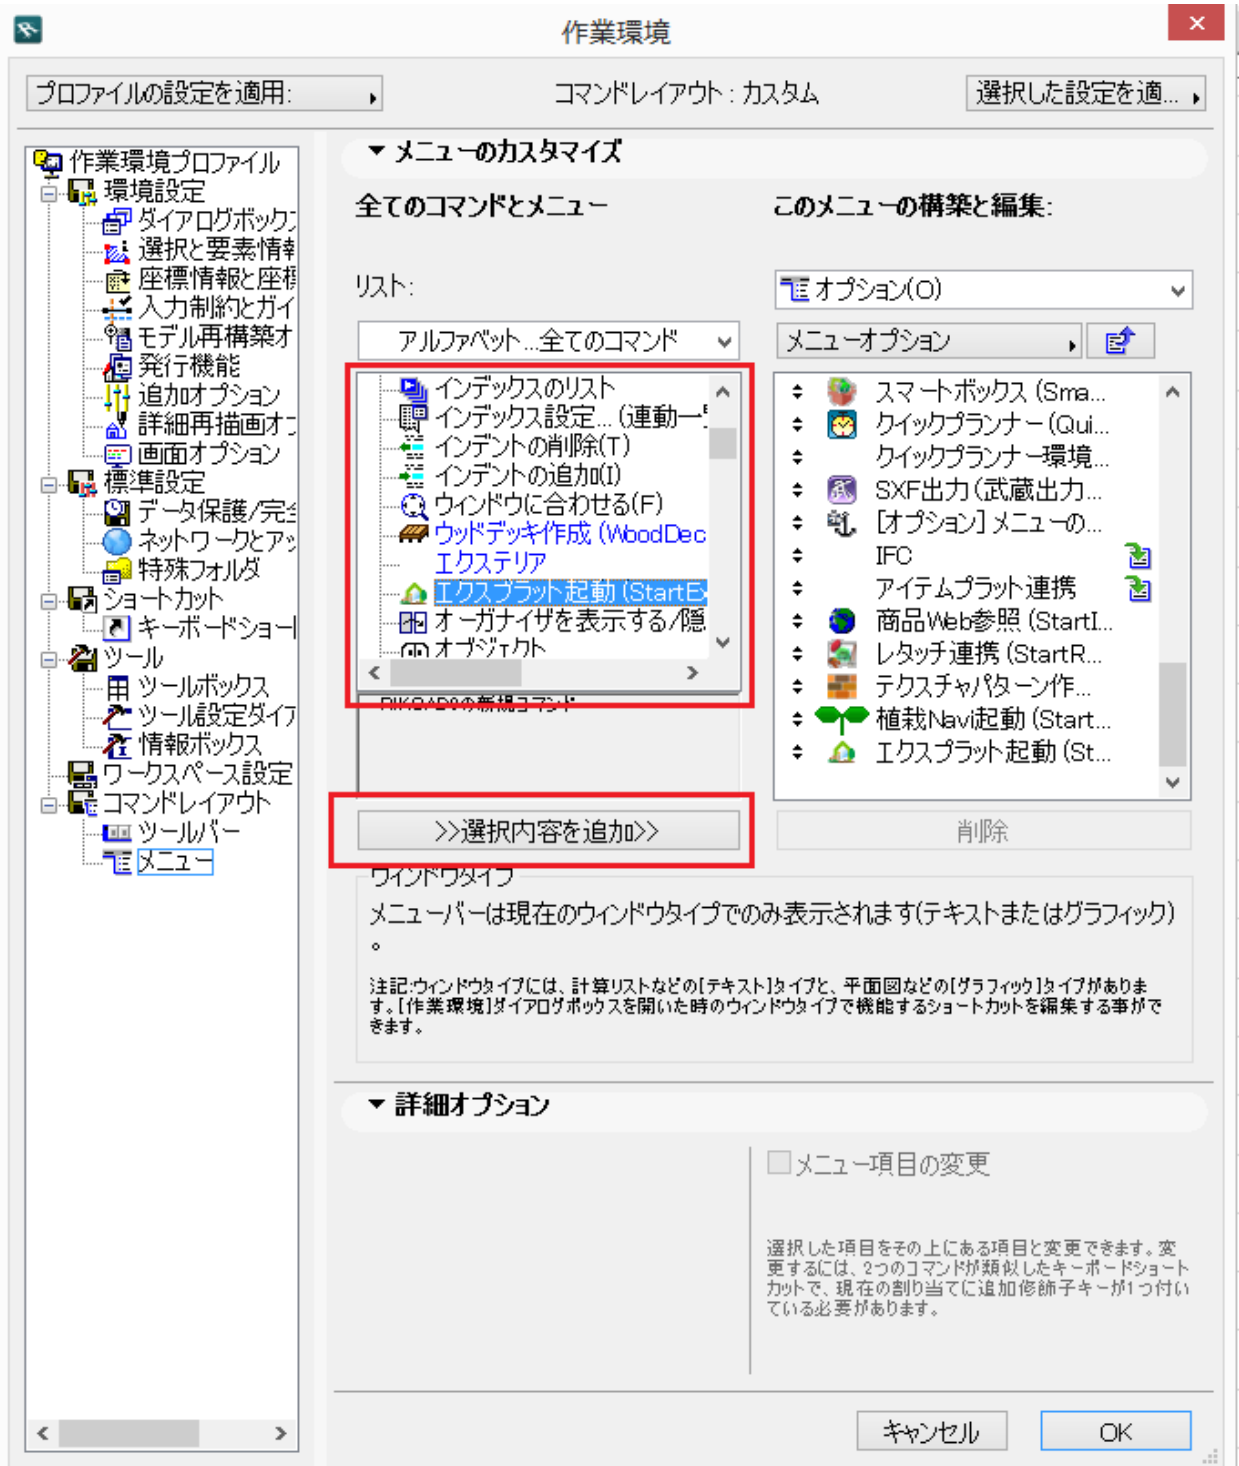 作業環境
プロファイルの設定を適用:
コマンドレイアウト : カスタム
選択した設定を適...
作業環境プロファイル
環境設定
ダイアログボックス
選択と要素情報
座標情報と座標
入力制約とガイ
モデル再構築オ
発行機能
追加オプション
詳細再描画オプ
画面オプション
標準設定
データ保護/完全
ネットワークとアッ
特殊フォルダ
ショートカット
キーボードショート
ツール
ツールボックス
ツール設定ダイア
情報ボックス
ワークスペース設定
コマンドレイアウト
ツールバー
メニュー
メニューのカスタマイズ
全てのコマンドとメニュー
リスト:
アルファベット...全てのコマンド
インデックスのリスト
インデックス設定... (連動一覧
インデントの削除(T)
インデントの追加(I)
ウィンドウに合わせる(F)
ウッドデッキ作成 (WoodDec
エクステリア
エクスプラット起動 (StartEx
オーガナイザを表示する/隠
オブジェクト
RIKCAD8の新規コマンド
>>選択内容を追加>>
このメニューの構築と編集:
オプション(O)
メニューオプション
スマートボックス (Sma...
クイックプランナー (Qui...
クイックプランナー環境...
SXF出力 (武蔵出力...
[オプション] メニューの...
IFC
アイテムプラット連携
商品Web参照 (StartI...
レタッチ連携 (StartR...
テクスチャパターン作...
植栽Navi起動 (Start...
エクスプラット起動 (St...
削除
ウィンドウタイプ
メニューバーは現在のウィンドウタイプでのみ表示されます(テキストまたはグラフィック)
。
注記:ウィンドウタイプには、計算リストなどの[テキスト]タイプと、平面図などの[グラフィック]タイプがありま
す。[作業環境]ダイアログボックスを開いた時のウィンドウタイプで機能するショートカットを編集する事がで
きます。
詳細オプション
メニュー項目の変更
選択した項目をその上にある項目と変更できます。変
更するには、2つのコマンドが類似したキーボードショート
カットで、現在の割り当てに追加修飾子キーが1つ付い
ている必要があります。
キャンセル
OK